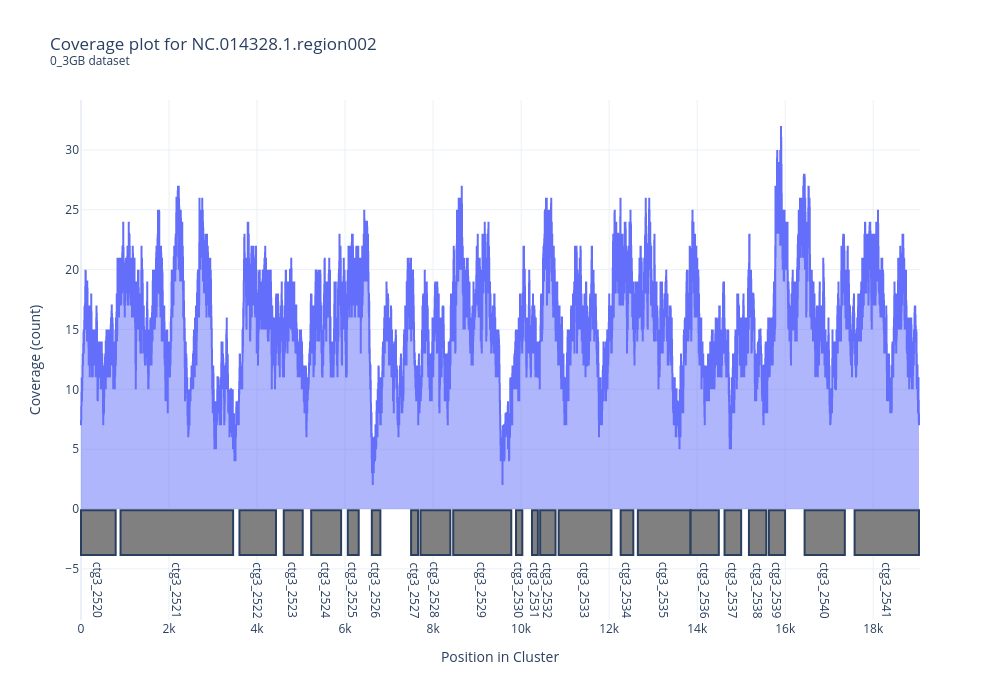 Coverage plot for NC.014328.1.region002
0_3GB dataset
Coverage (count)
30
25
20
15
10
5
0
−5
ctg3_2520
ctg3_2521
ctg3_2522
ctg3_2523
ctg3_2524
ctg3_2525
ctg3_2526
ctg3_2527
ctg3_2528
ctg3_2529
ctg3_2530
ctg3_2531
ctg3_2532
ctg3_2533
ctg3_2534
ctg3_2535
ctg3_2536
ctg3_2537
ctg3_2538
ctg3_2539
ctg3_2540
ctg3_2541
0 2k 4k 6k 8k 10k 12k 14k 16k 18k
Position in Cluster